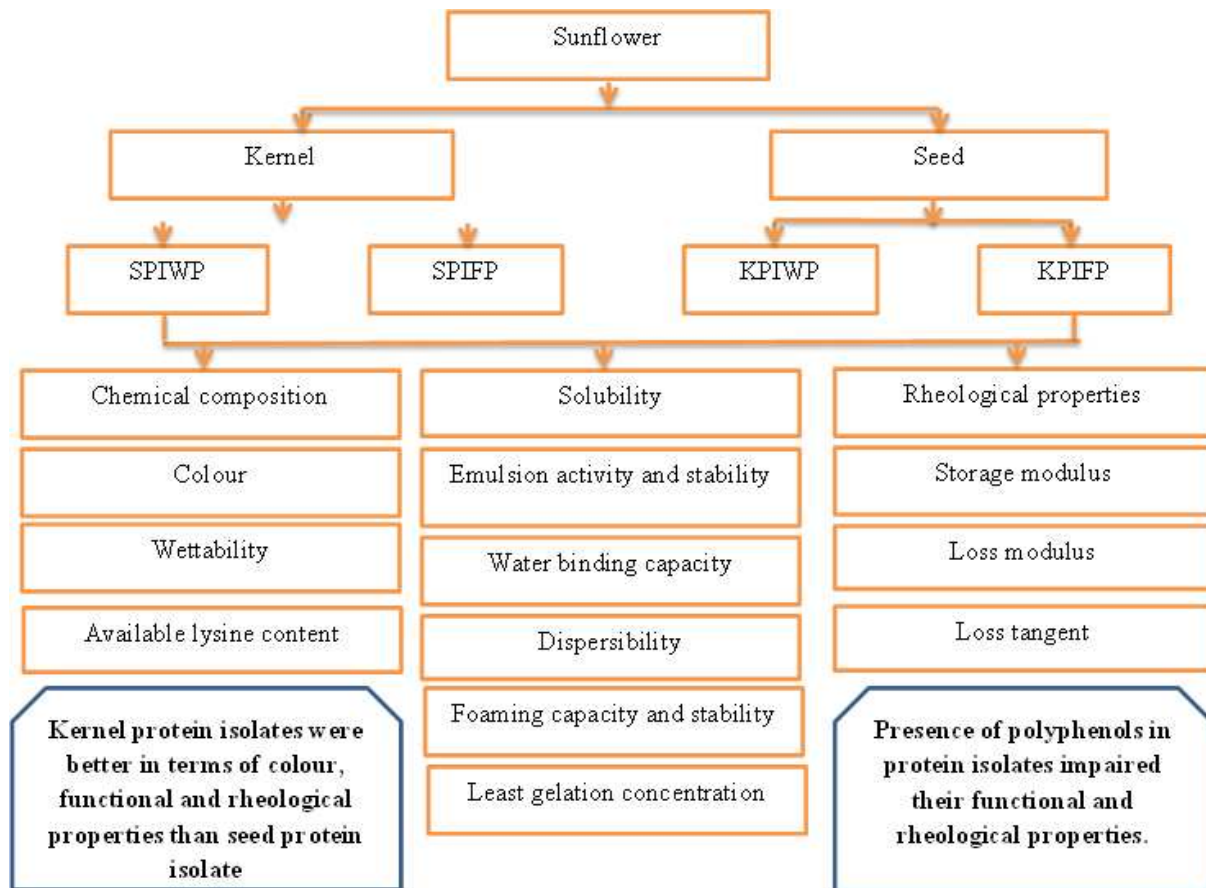 Sunflower
Kernel
Seed
SPIWP
SPIFP
KPIWP
KPIFP
Chemical composition
Colour
Wettability
Available lysine content
Kernel protein isolates were
better in terms of colour,
functional and rheological
properties than seed protein
isolate
Solubility
Emulsion activity and stability
Water binding capacity
Dispersibility
Foaming capacity and stability
Least gelation concentration
Rheological properties
Storage modulus
Loss modulus
Loss tangent
Presence of polyphenols in
protein isolates impaired
their functional and
rheological properties.